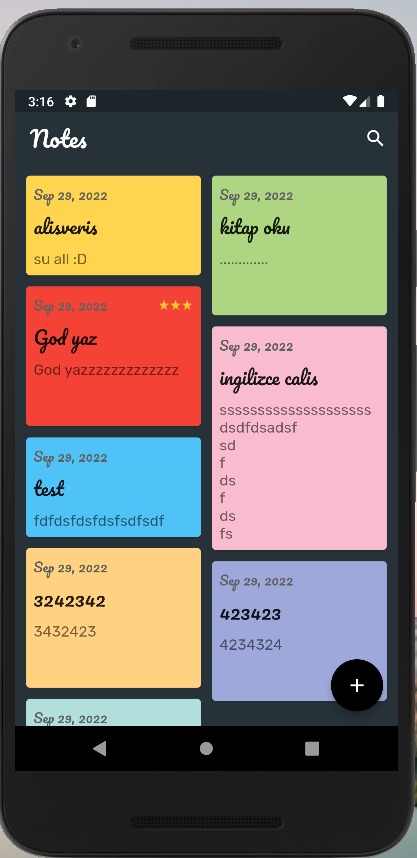 3:16
Notes
Sep 29, 2022
alisveris
su all :D
Sep 29, 2022
kitap oku
.............
Sep 29, 2022
God yaz
God yazzzzzzzzzzzzz
Sep 29, 2022
ingilizce calis
ssssssssssssssssssss
dsdfdsadsf
sd
f
ds
f
ds
fs
Sep 29, 2022
test
fdfdsfdsfdsfsdfsdf
Sep 29, 2022
3242342
3432423
Sep 29, 2022
423423
4234324
Sep 29, 2022